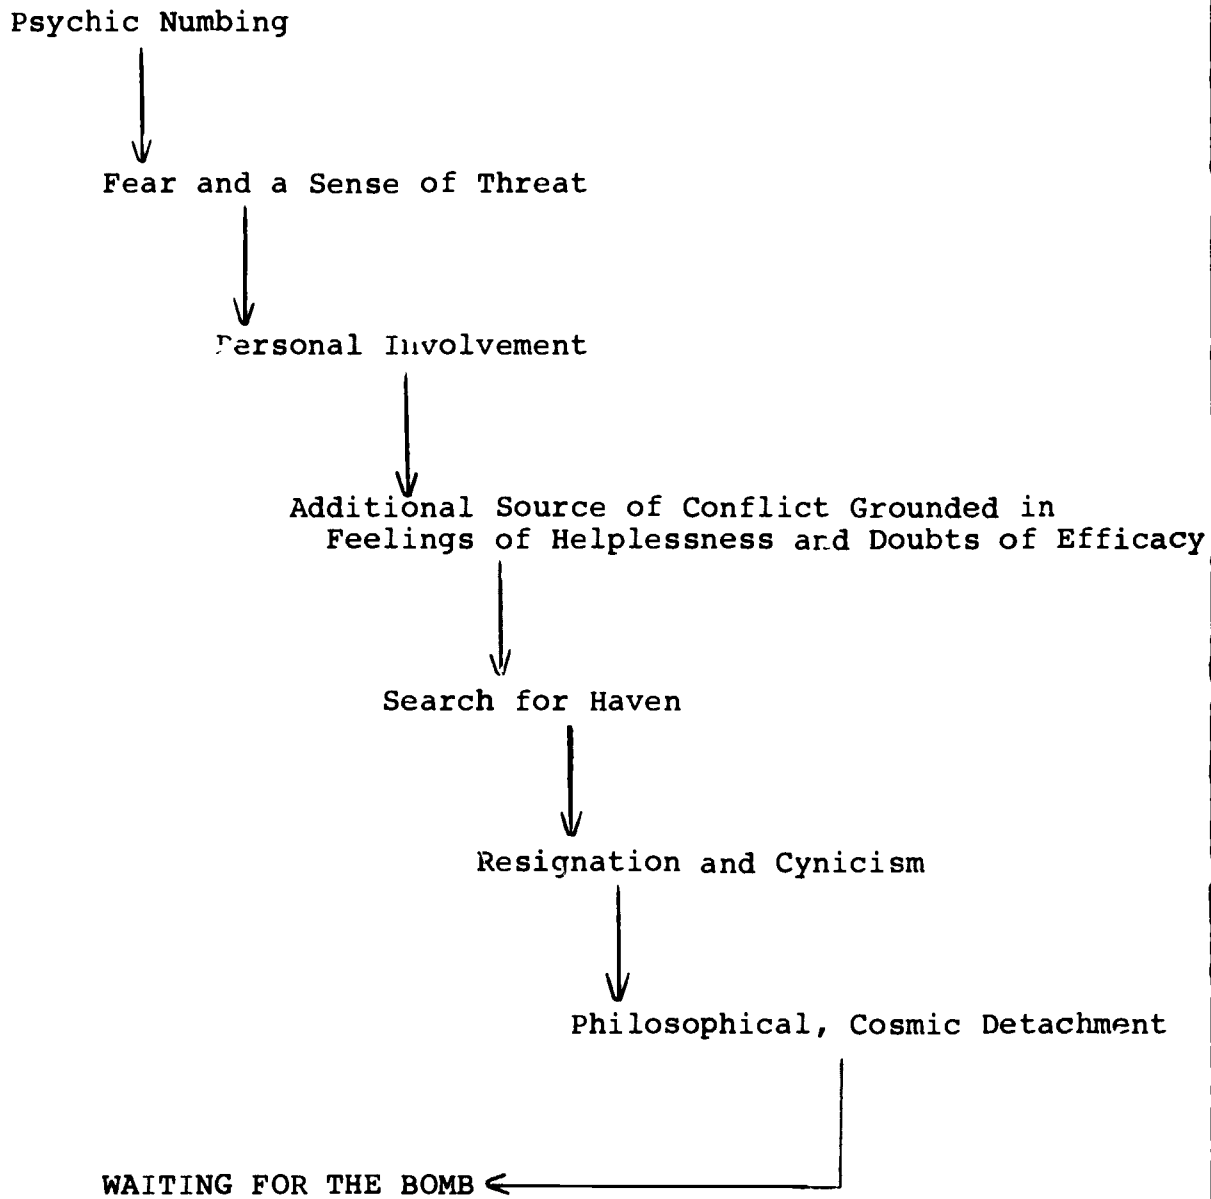 Psychic Numbing
Fear and a Sense of Threat
Personal Involvement
Additional Source of Conflict Grounded in
Feelings of Helplessness and Doubts of Efficacy
Search for Haven
Resignation and Cynicism
Philosophical, Cosmic Detachment
WAITING FOR THE BOMB